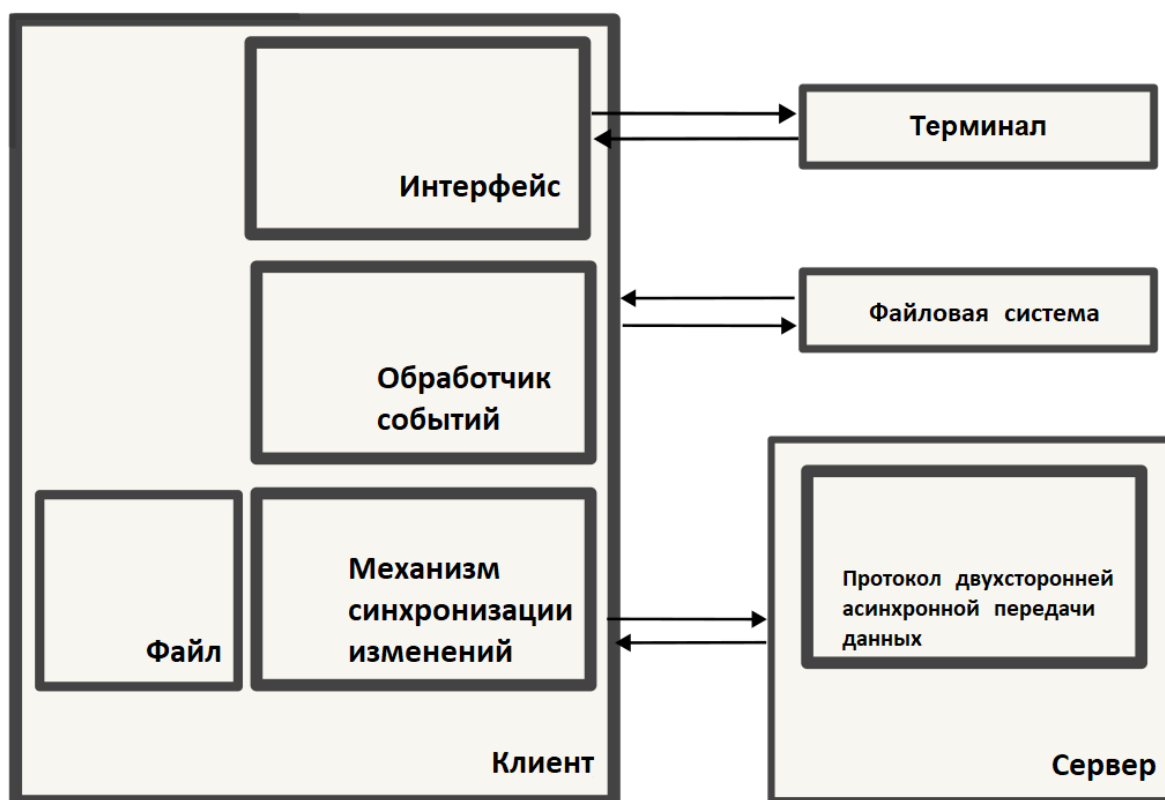 Интерфейс
Терминал
Обработчик
событий
Файловая система
Файл
Механизм
синхронизации
изменений
Клиент
Протокол двухсторонней
асинхронной передачи
данных
Сервер